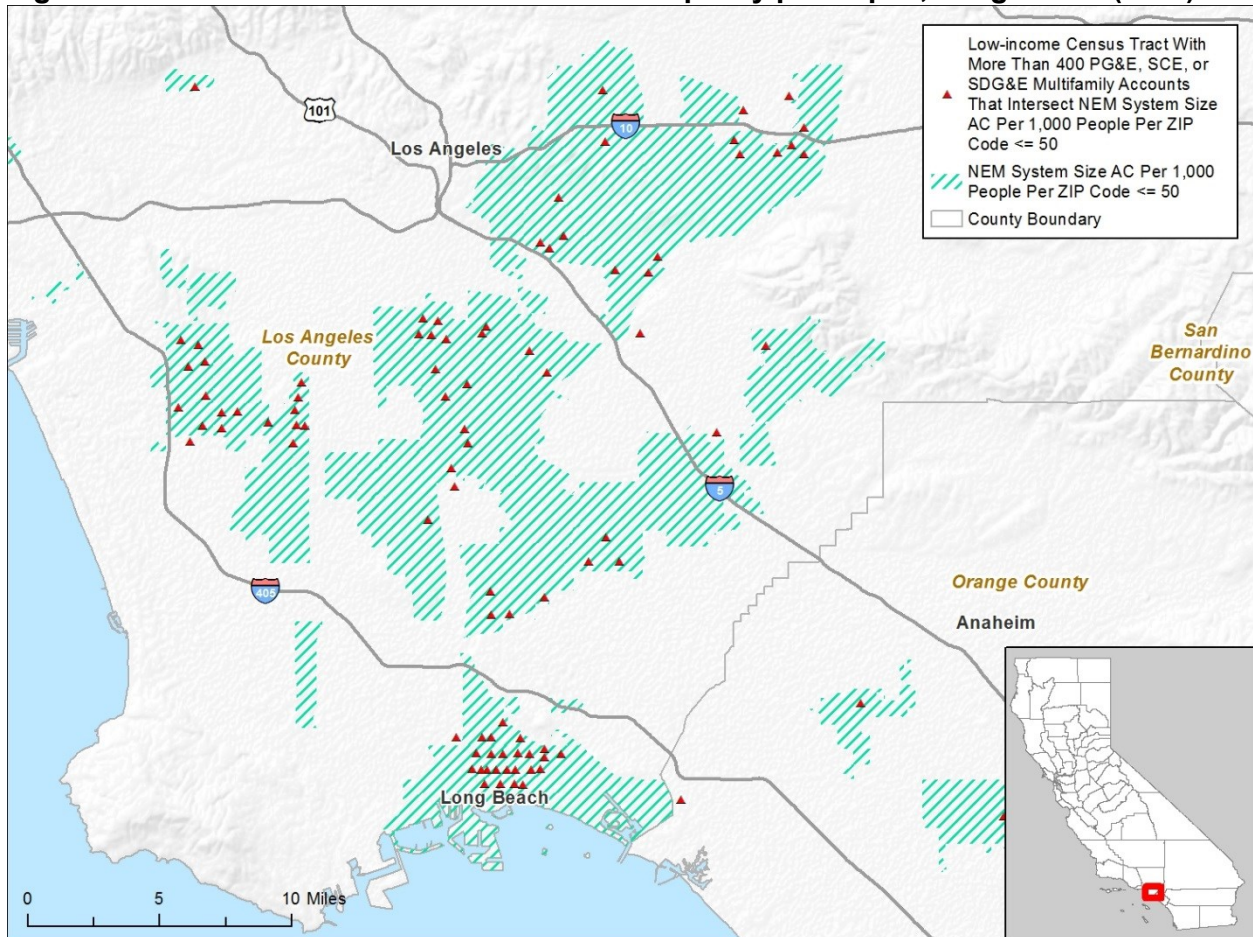 Low-income Census Tract With
More Than 400 PG&E, SCE, or
SDG&E Multifamily Accounts
That Intersect NEM System Size
AC Per 1,000 People Per ZIP
Code <= 50
NEM System Size AC Per 1,000
People Per ZIP Code <= 50
County Boundary
101
10
Los Angeles
Los Angeles
County
San
Bernardino
County
5
405
Orange County
Anaheim
Long Beach
0 5 10 Miles